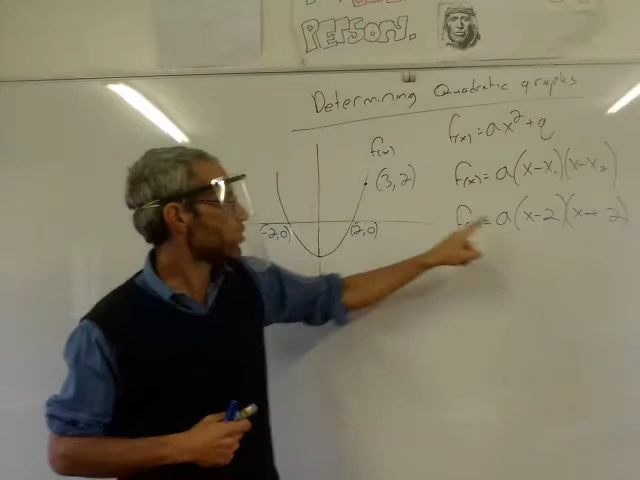 PERSON.
Determining Quadratic graphs
f(x)
(3,2)
(-2,0)
(2,0)
f(x) = ax² + q
f(x) = a(x-x₁)(x-x₂)
f(x) = a(x-2)(x+2)